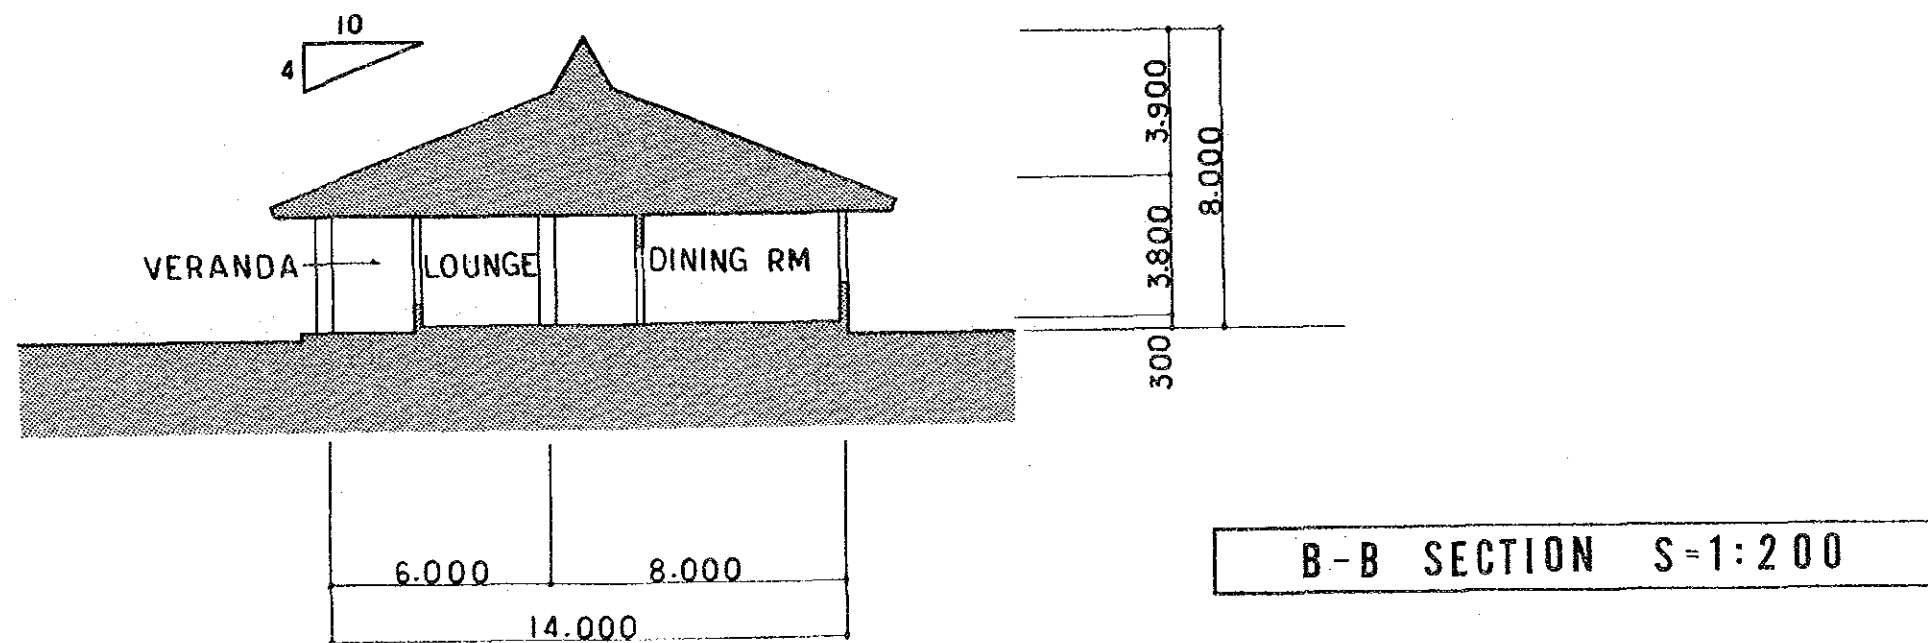 10
4
3.900
8.000
3.800
300
VERANDA
LOUNGE
DINING RM
6.000
8.000
14.000
B-B SECTION S=1:200